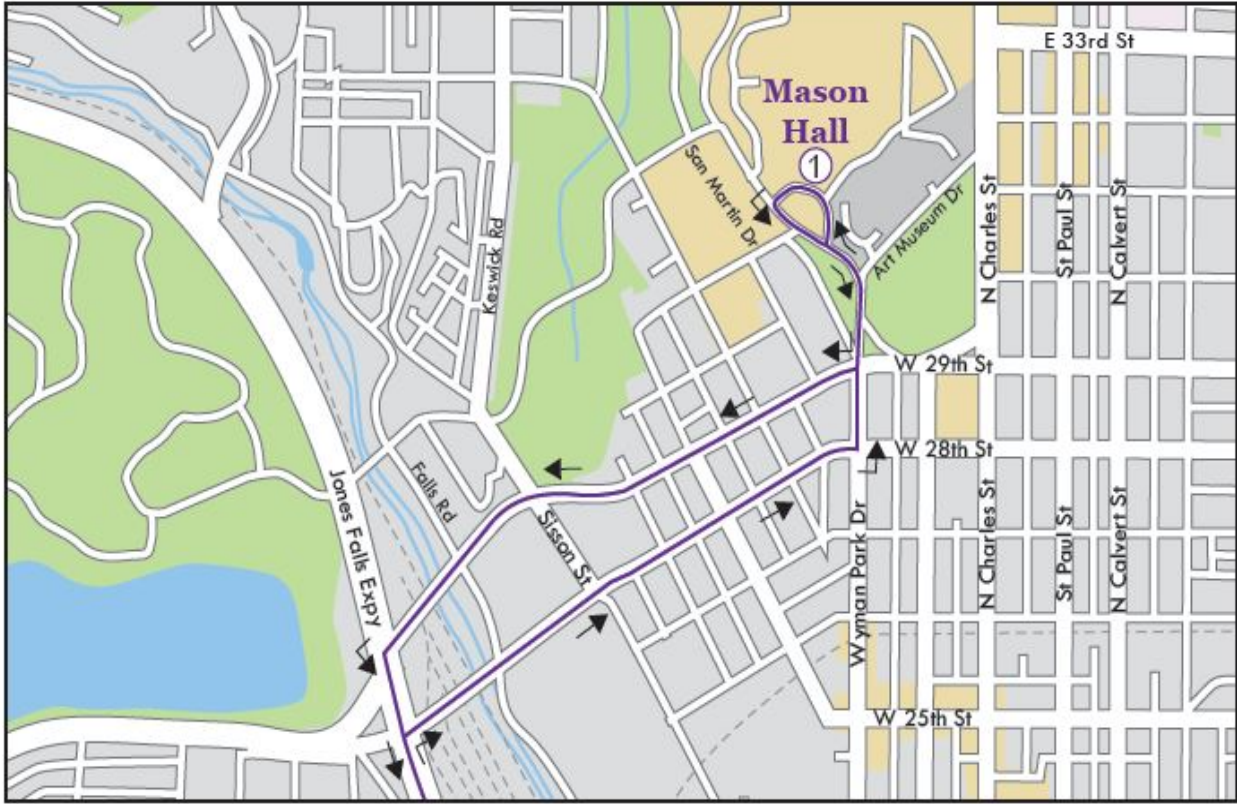 E 33rd St
Mason
Hall
1
San Martin Dr
Art Museum Dr
Keswick Rd
N Charles St
St Paul St
N Calvert St
W 29th St
W 28th St
Jones Falls Expy
Falls Rd
Sisson St
Wyman Park Dr
N Charles St
St Paul St
N Calvert St
W 25th St